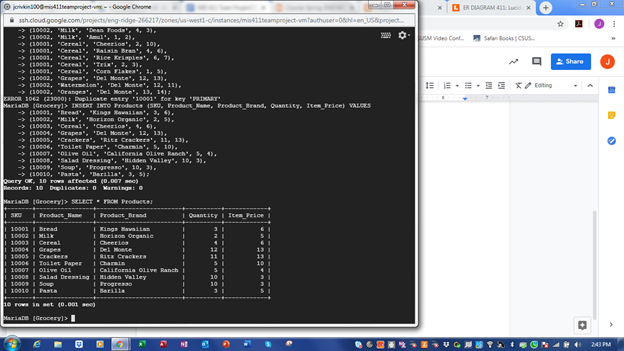 jcrivkin100@mis411teamproject-vm: ~ - Google Chrome
ssh.cloud.google.com/projects/eng-ridge-266217/zones/us-west1-c/instances/mis411teamproject-vm?authuser=0&hl=en_US&project...
-> (10002, 'Milk', 'Dean Foods', 4, 3),
-> (10002, 'Milk', 'Amul', 1, 2),
-> (10001, 'Cereal', 'Cheerios', 2, 10),
-> (10001, 'Cereal', 'Raisin Bran', 4, 6),
-> (10001, 'Cereal', 'Rice Krispies', 6, 7),
-> (10001, 'Cereal', 'Trix', 2, 3),
-> (10001, 'Cereal', 'Corn Flakes', 1, 5),
-> (10002, 'Grapes', 'Del Monte', 12, 13),
-> (10002, 'Watermelon', 'Del Monte', 12, 11),
-> (10002, 'Oranges', 'Del Monte', 13, 14);
ERROR 1062 (23000): Duplicate entry '10001' for key 'PRIMARY'
MariaDB [Grocery]> INSERT INTO Products (SKU, Product_Name, Product_Brand, Quantity, Item_Price) VALUES
-> (10001, 'Bread', 'Kings Hawaiian', 3, 6),
-> (10002, 'Milk', 'Horizon Organic', 2, 5),
-> (10003, 'Cereal', 'Cheerios', 4, 6),
-> (10004, 'Grapes', 'Del Monte', 12, 13),
-> (10005, 'Crackers', 'Ritz Crackers', 11, 13),
-> (10006, 'Toilet Paper', 'Charmin', 5, 10),
-> (10007, 'Olive Oil', 'California Olive Ranch', 5, 4),
-> (10008, 'Salad Dressing', 'Hidden Valley', 10, 3),
-> (10009, 'Soup', 'Progresso', 10, 3),
-> (10010, 'Pasta', 'Barilla', 3, 5);
Query OK, 10 rows affected (0.007 sec)
Records: 10 Duplicates: 0 Warnings: 0
MariaDB [Grocery]> SELECT * FROM Products;
| SKU | Product_Name | Product_Brand | Quantity | Item_Price |
| 10001 | Bread | Kings Hawaiian | 3 | 6 |
| 10002 | Milk | Horizon Organic | 2 | 5 |
| 10003 | Cereal | Cheerios | 4 | 6 |
| 10004 | Grapes | Del Monte | 12 | 13 |
| 10005 | Crackers | Ritz Crackers | 11 | 13 |
| 10006 | Toilet Paper | Charmin | 5 | 10 |
| 10007 | Olive Oil | California Olive Ranch | 5 | 4 |
| 10008 | Salad Dressing | Hidden Valley | 10 | 3 |
| 10009 | Soup | Progresso | 10 | 3 |
| 10010 | Pasta | Barilla | 3 | 5 |
10 rows in set (0.001 sec)
MariaDB [Grocery]>
ER DIAGRAM 411: Lucid
USM Video Conf...
Safari Books / CSUS...
Share
J
Editing
6
7
2:43 PM